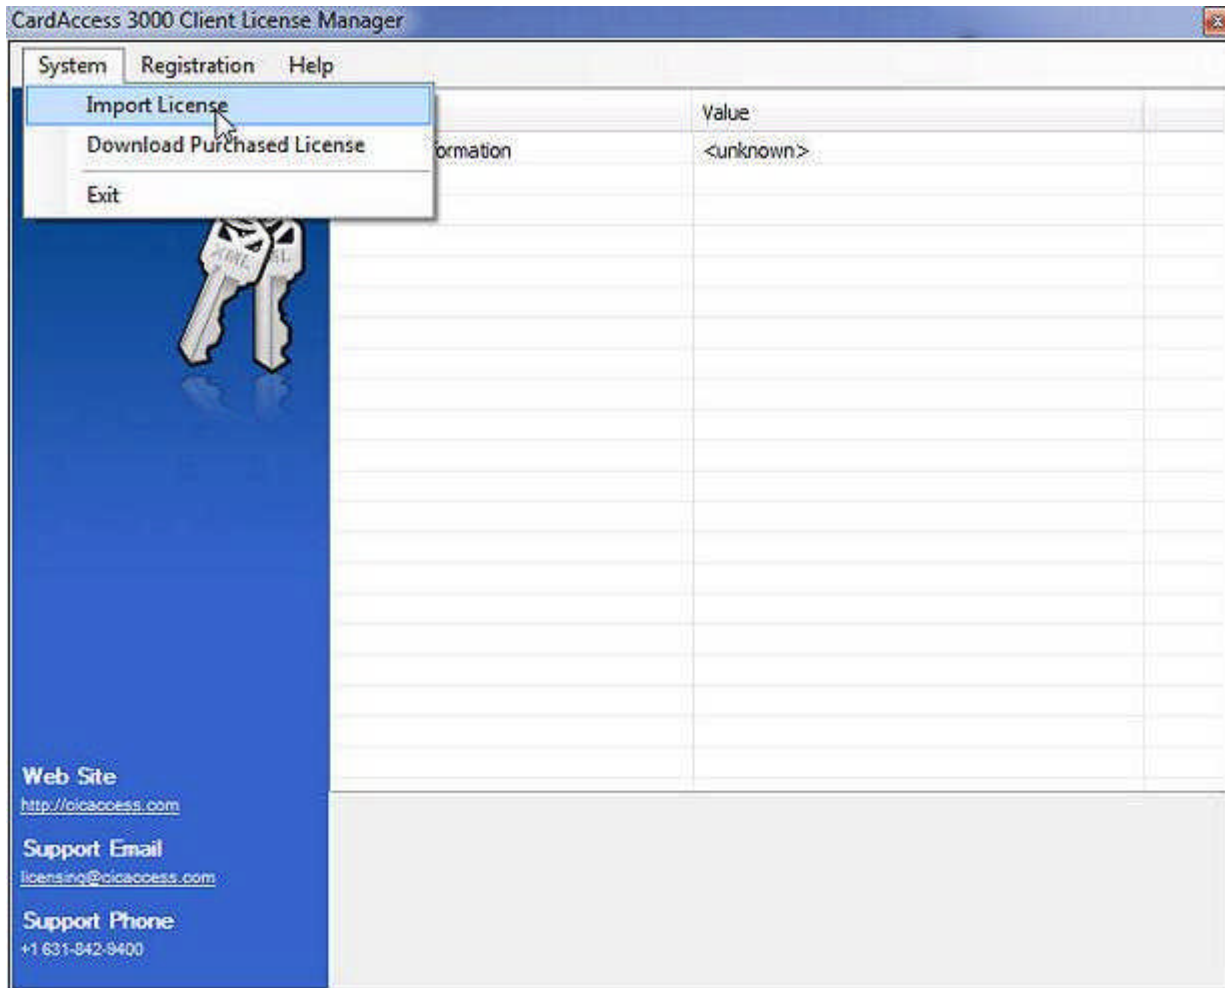 CardAccess 3000 Client License Manager
System Registration Help
Import License
Download Purchased License
Exit
Value
ormation <unknown>
XML
Web Site
http://cicaccess.com
Support Email
licensing@cicaccess.com
Support Phone
+1 631-842-9400